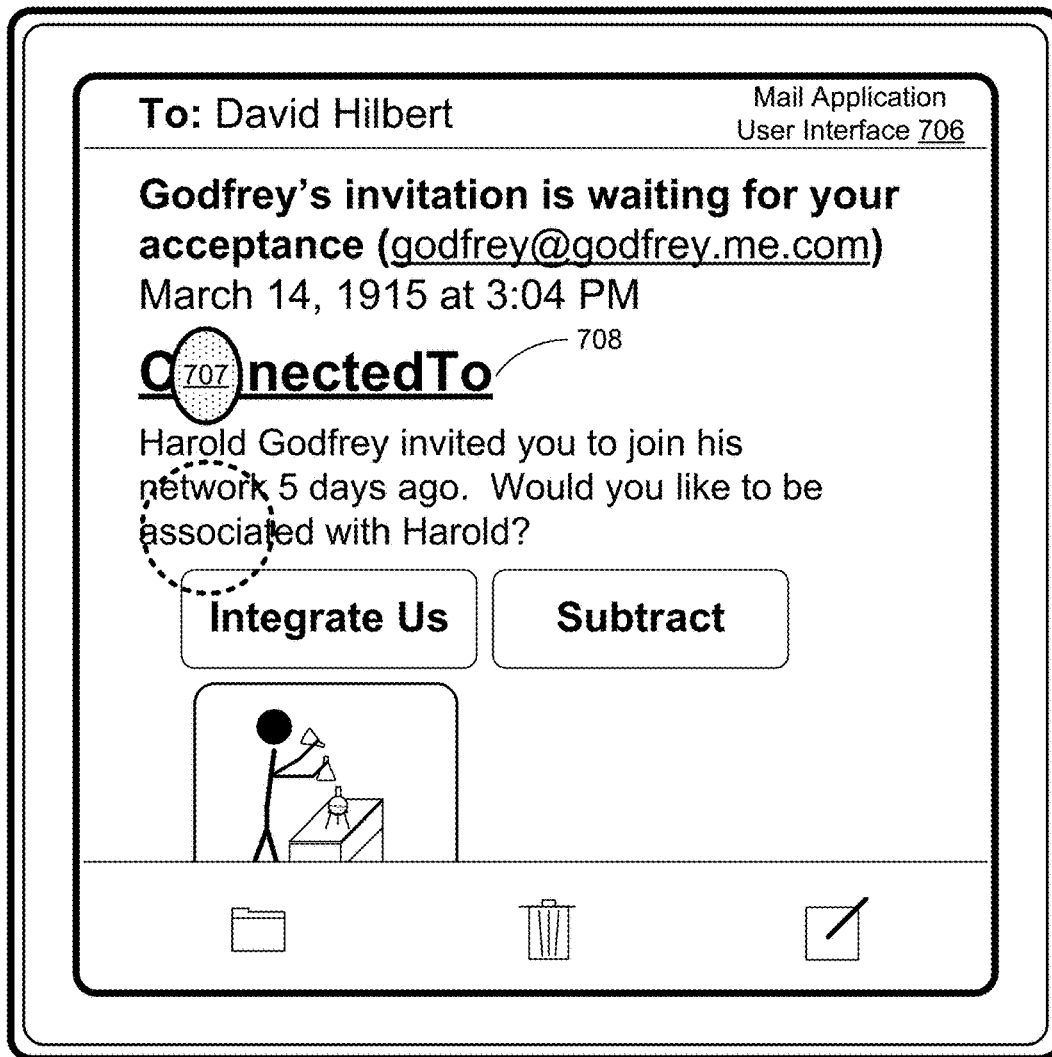 To: David Hilbert
Mail Application
User Interface 706
Godfrey's invitation is waiting for your
acceptance (godfrey@godfrey.me.com)
March 14, 1915 at 3:04 PM
708
C 707 nnectedTo
Harold Godfrey invited you to join his
network 5 days ago. Would you like to be
associated with Harold?
Integrate Us
Subtract